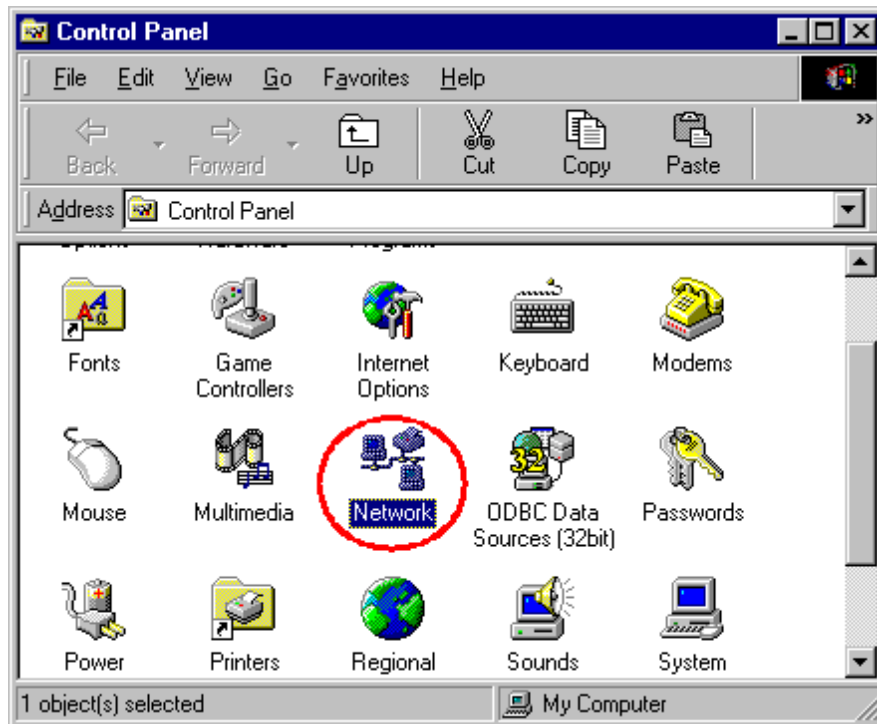 Control Panel
File Edit View Go Favorites Help
Back Forward Up Cut Copy Paste »
Address Control Panel
Fonts Game Controllers Internet Options Keyboard Modems
Mouse Multimedia Network ODBC Data Sources (32bit) Passwords
Power Printers Regional Sounds System
1 object(s) selected My Computer